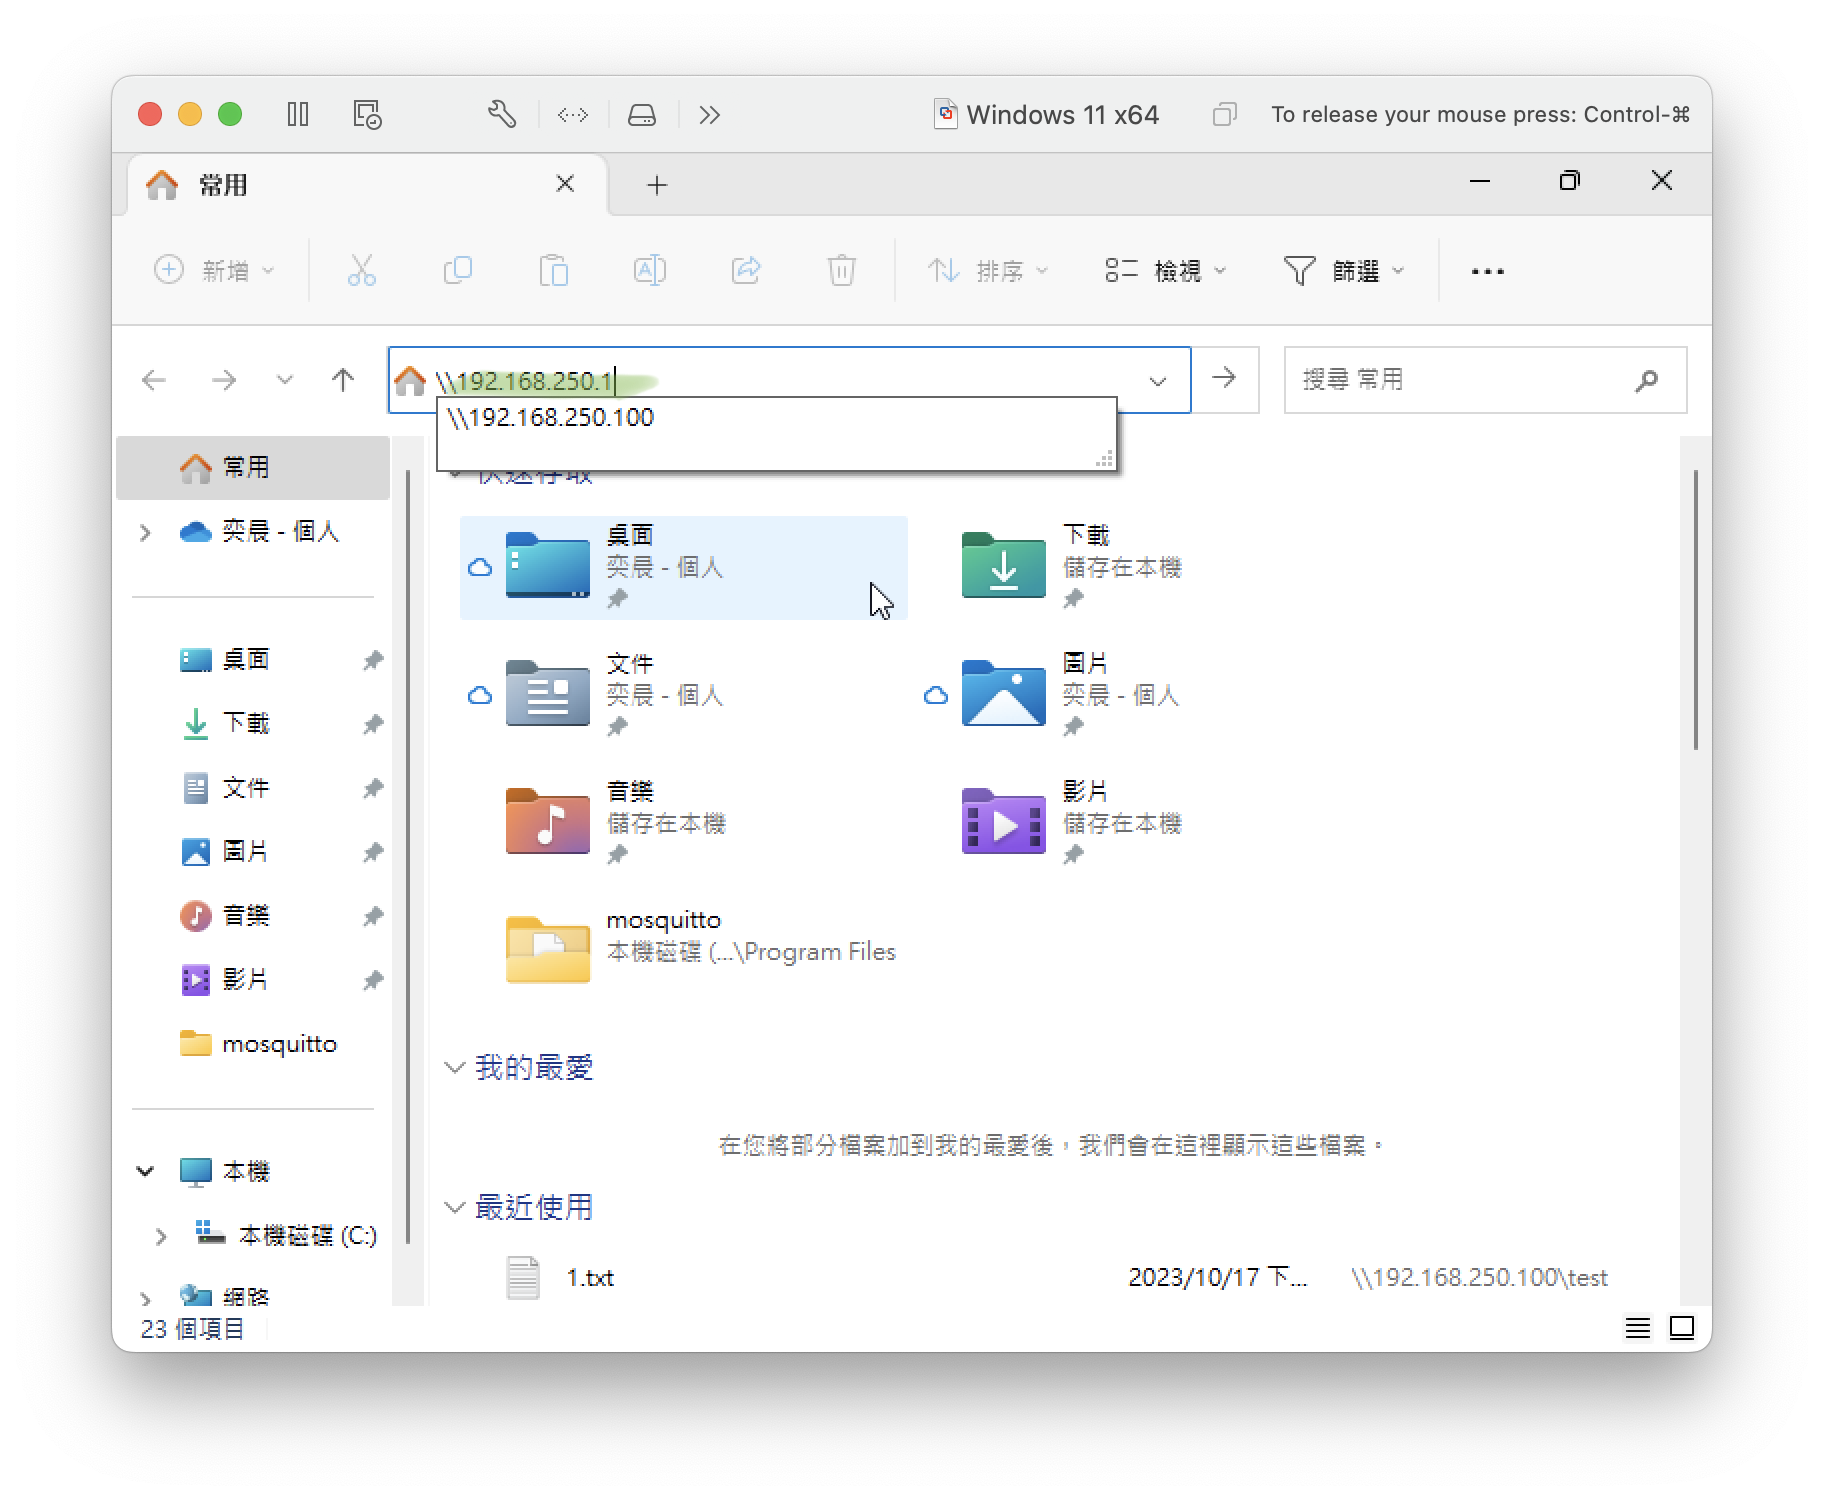 Windows 11 x64
To release your mouse press: Control-⌘
常用
新增
排序
檢視
篩選
\\192.168.250.1
搜尋 常用
\\192.168.250.100
快速存取
常用
奕晨 - 個人
桌面
下載
文件
圖片
音樂
影片
mosquitto
本機
本機磁碟 (C:)
網路
桌面
奕晨 - 個人
下載
儲存在本機
文件
奕晨 - 個人
圖片
奕晨 - 個人
音樂
儲存在本機
影片
儲存在本機
mosquitto
本機磁碟 (...\Program Files
我的最愛
在您將部分檔案加到我的最愛後，我們會在這裡顯示這些檔案。
最近使用
1.txt
2023/10/17 下...
\\192.168.250.100\test
23 個項目